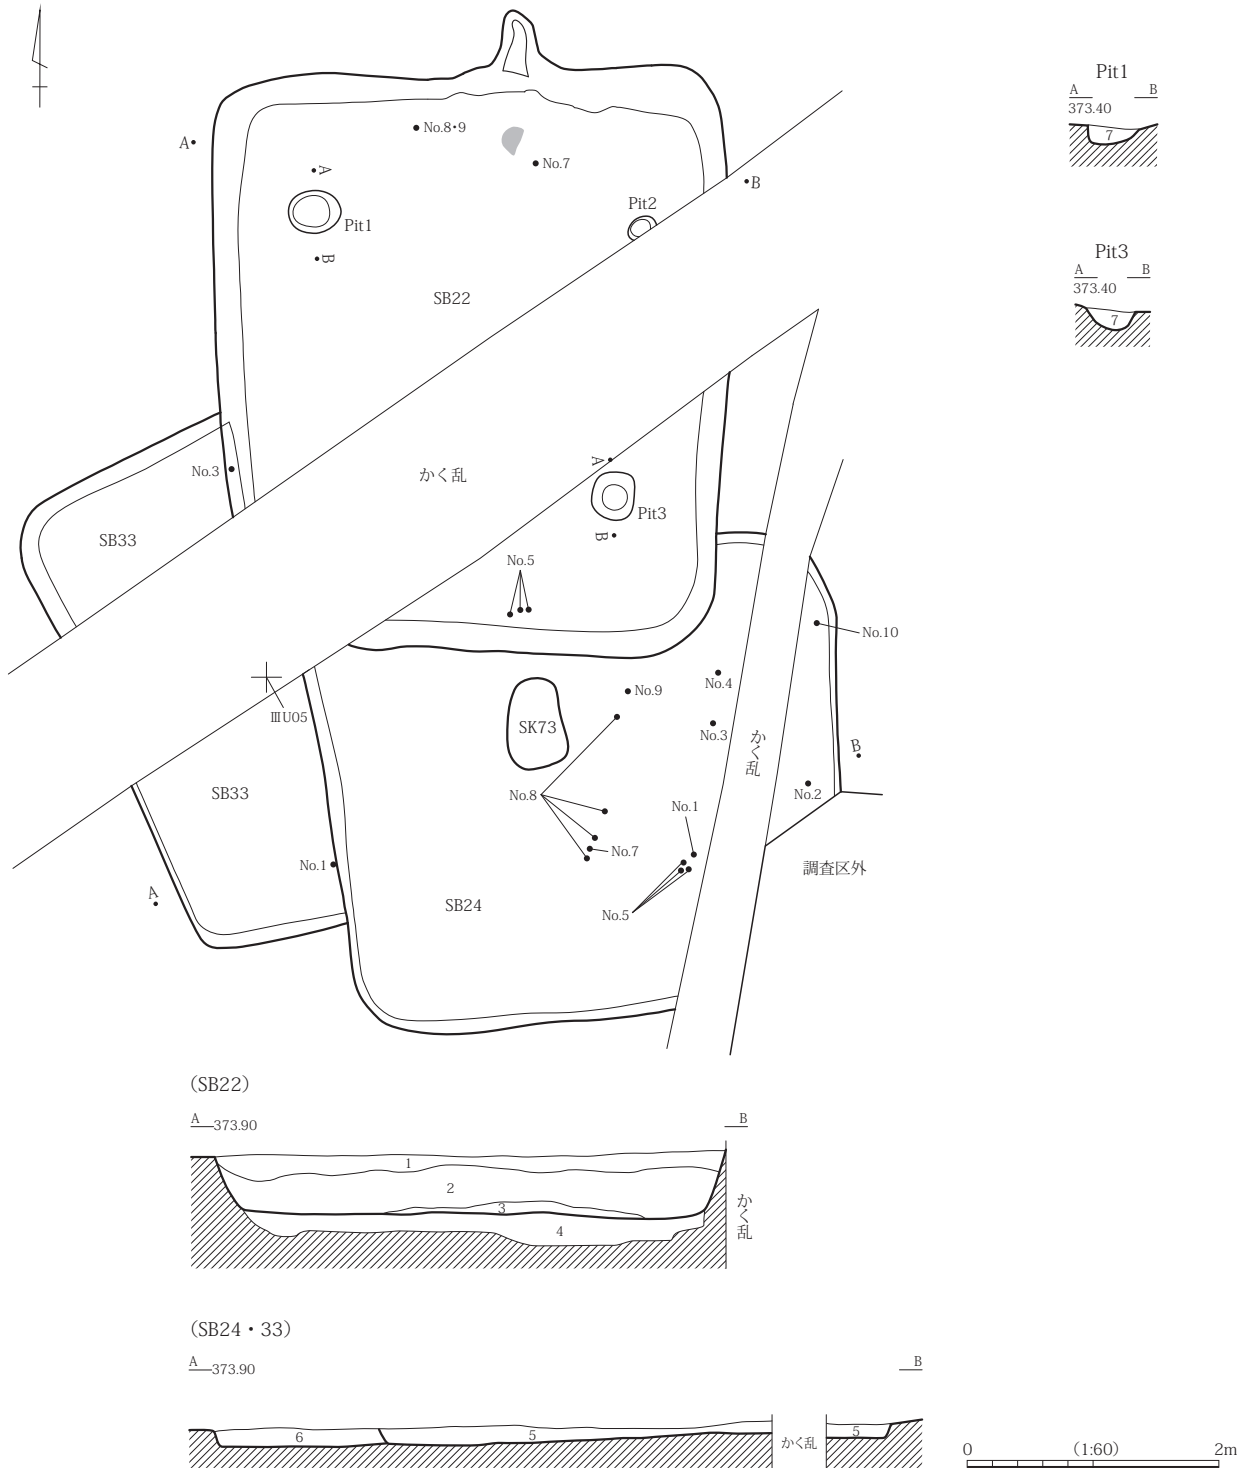 Pit1
A B
373.40
7
Pit3
A B
373.40
7
A
No.8•9
No.7
A
Pit1
B
Pit2
B
SB22
No.3
かく乱
A
Pit3
B
SB33
No.5
No.10
No.4
No.9
ⅢU05
SK73
No.3
かく乱
B
SB33
No.8
No.2
No.1
No.7
No.1
調査区外
A
SB24
No.5
(SB22)
A 373.90 B
1
2
3
4
かく乱
(SB24・33)
A 373.90 B
6 5 かく乱 5
0 (1:60) 2m